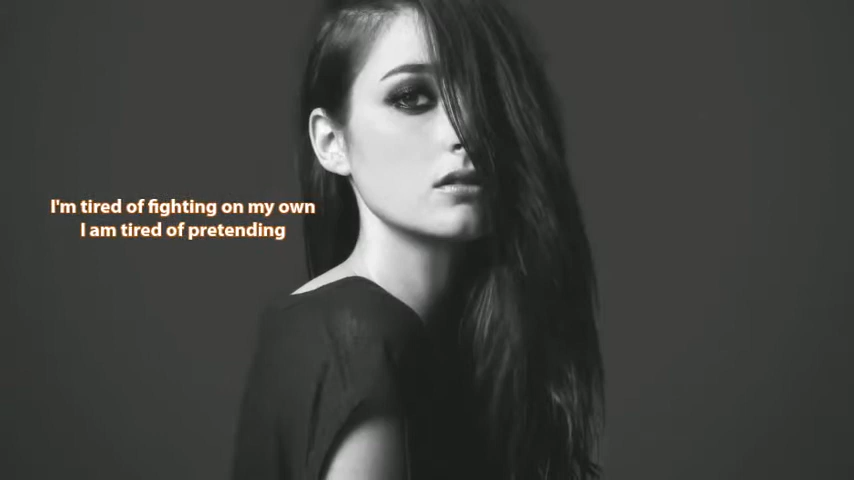 I'm tired of fighting on my own
I am tired of pretending